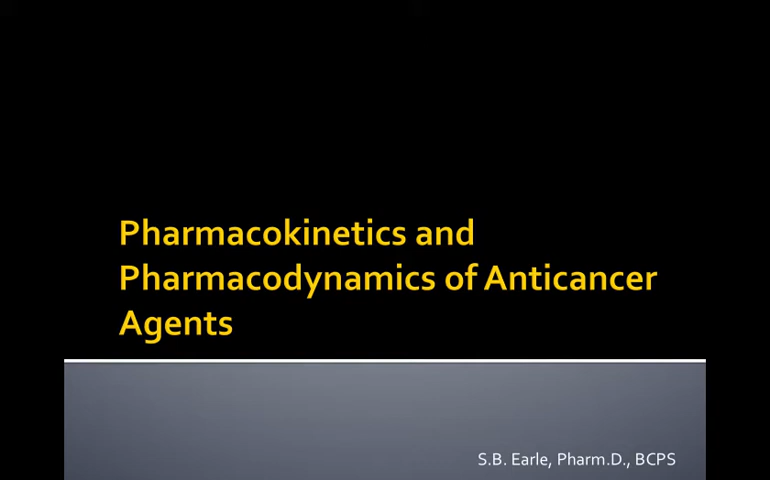 Pharmacokinetics and
Pharmacodynamics of Anticancer
Agents
S.B. Earle, Pharm.D., BCPS